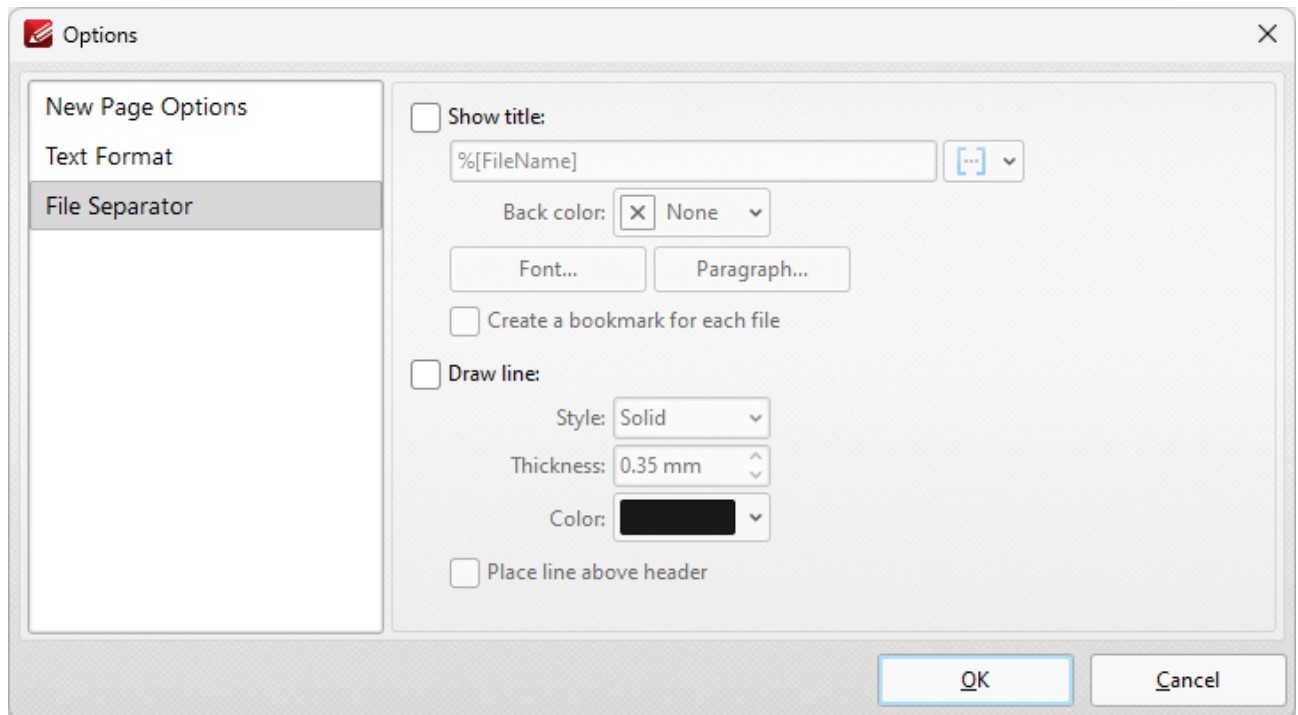 Options
New Page Options
Text Format
File Separator
Show title:
%[FileName]
Back color: None
Font... Paragraph...
Create a bookmark for each file
Draw line:
Style: Solid
Thickness: 0.35 mm
Color:
Place line above header
OK Cancel